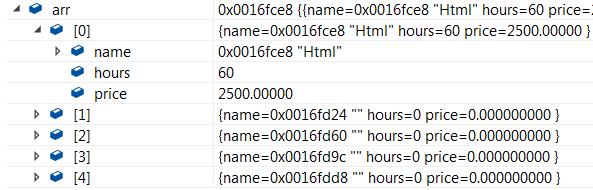 arr 0x0016fce8 {{name=0x0016fce8 "Html" hours=60 price=2
[0] {name=0x0016fce8 "Html" hours=60 price=2500.00000 }
name 0x0016fce8 "Html"
hours 60
price 2500.00000
[1] {name=0x0016fd24 "" hours=0 price=0.000000000 }
[2] {name=0x0016fd60 "" hours=0 price=0.000000000 }
[3] {name=0x0016fd9c "" hours=0 price=0.000000000 }
[4] {name=0x0016fdd8 "" hours=0 price=0.000000000 }